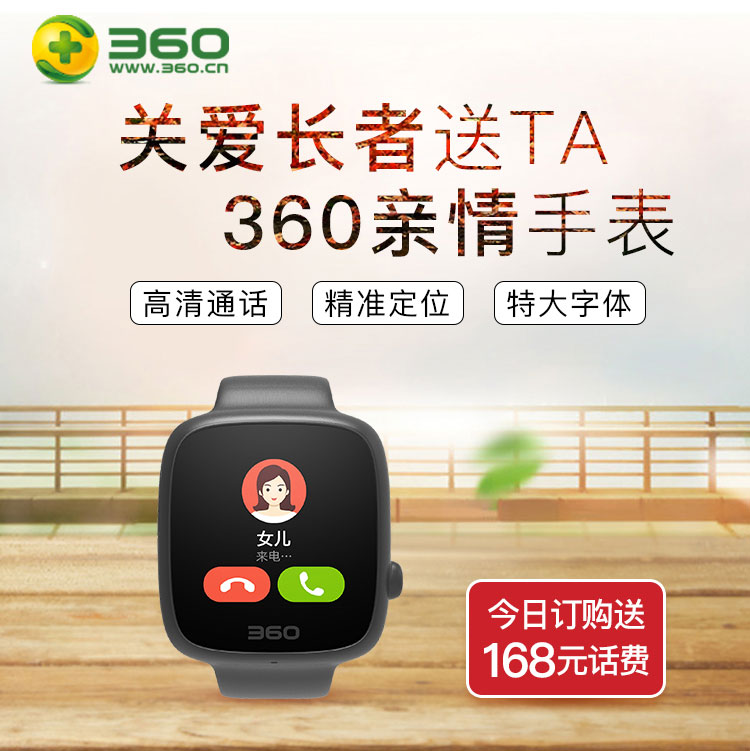 360
WWW.360.CN
关爱长者送TA
360亲情手表
高清通话
精准定位
特大字体
女儿
来电…
360
今日订购送
168元话费